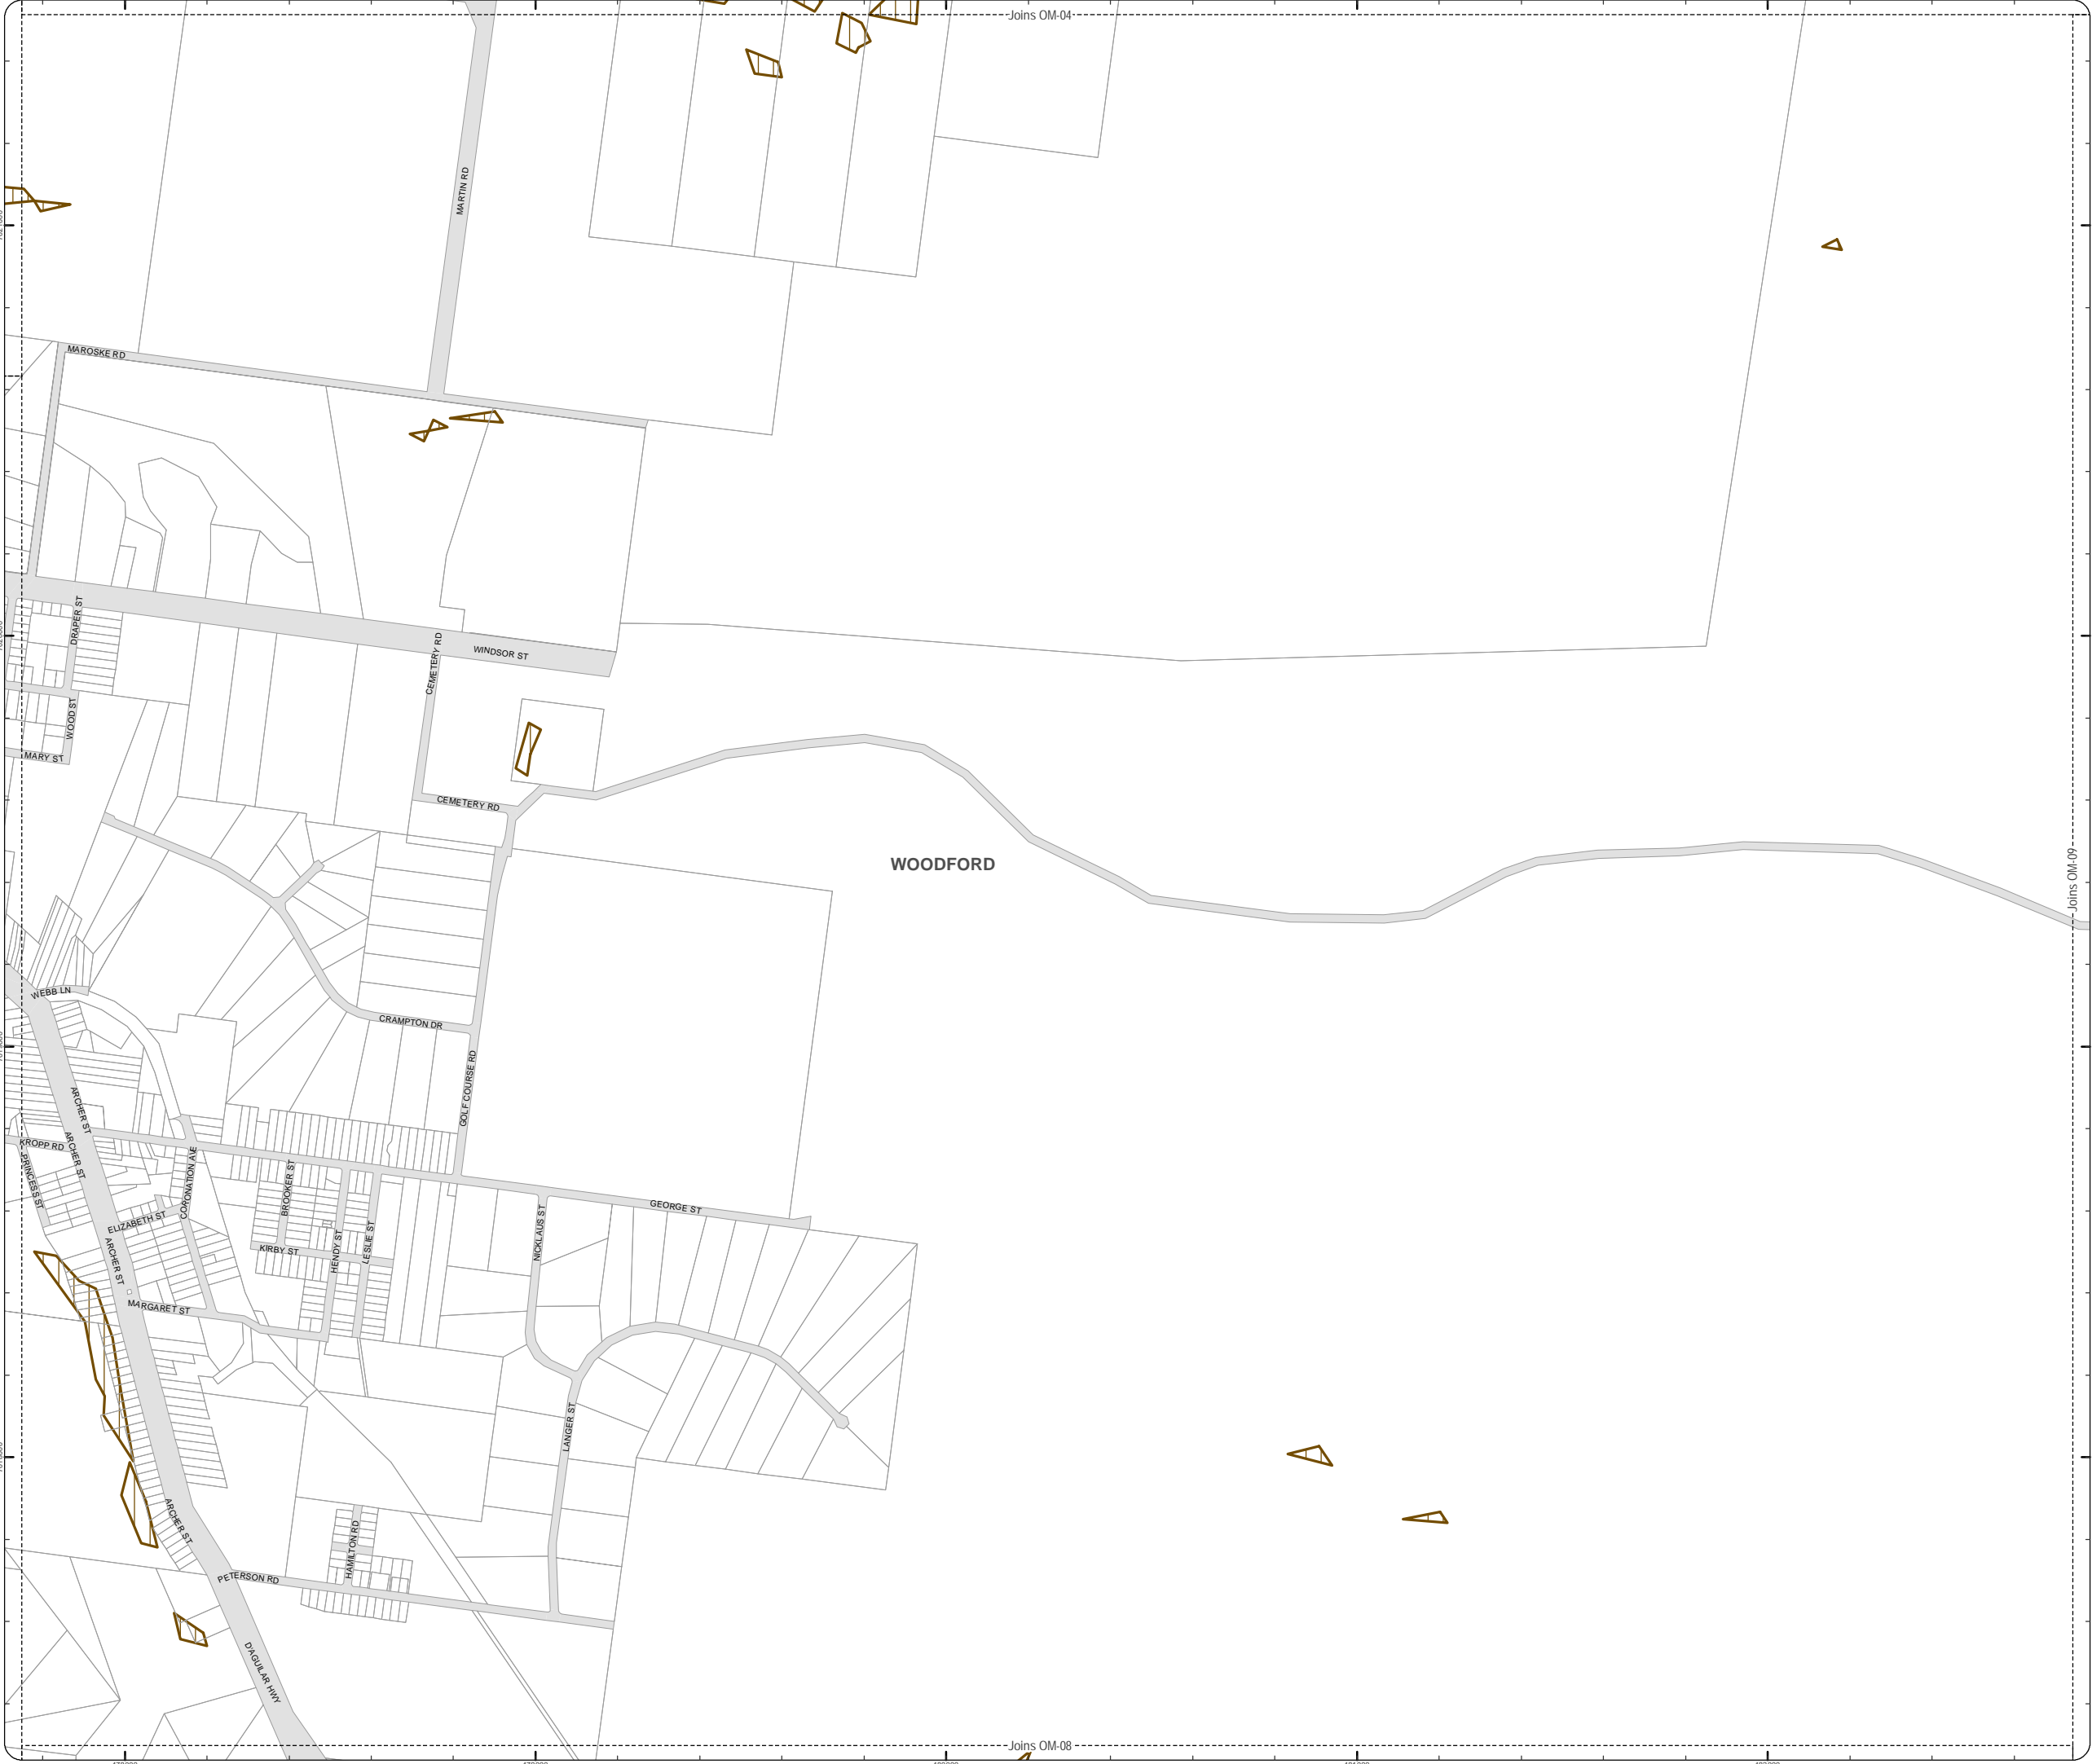 Joins OM-04
MARTIN RD
MAROSKE RD
DRAPER ST
CEMETERY RD
WINDSOR ST
WOOD ST
MARY ST
CEMETERY RD
WOODFORD
Joins OM-09
WEBB LN
CRAMPTON DR
GOLF COURSE RD
ARCHER ST
ARCHER ST
KROPP RD
PRINCESS ST
CORONATION AVE
BROOKER ST
ELIZABETH ST
GEORGE ST
NICKLAUS ST
HENDY ST
LESLIE ST
KIRBY ST
ARCHER ST
MARGARET ST
LANGER ST
ARCHER ST
HAMILTON RD
PETERSON RD
D'AGUILAR HWY
Joins OM-08